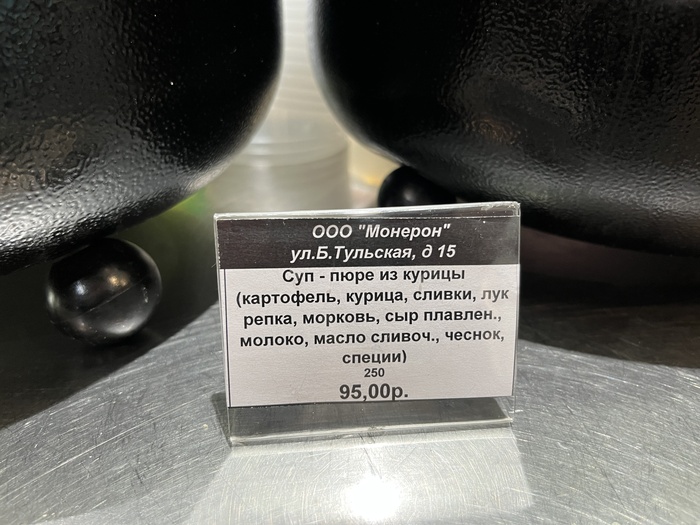 ООО "Монерон"
ул.Б.Тульская, д 15
Суп - пюре из курицы
(картофель, курица, сливки, лук
репка, морковь, сыр плавлен.,
молоко, масло сливоч., чеснок,
специи)
250
95,00р.